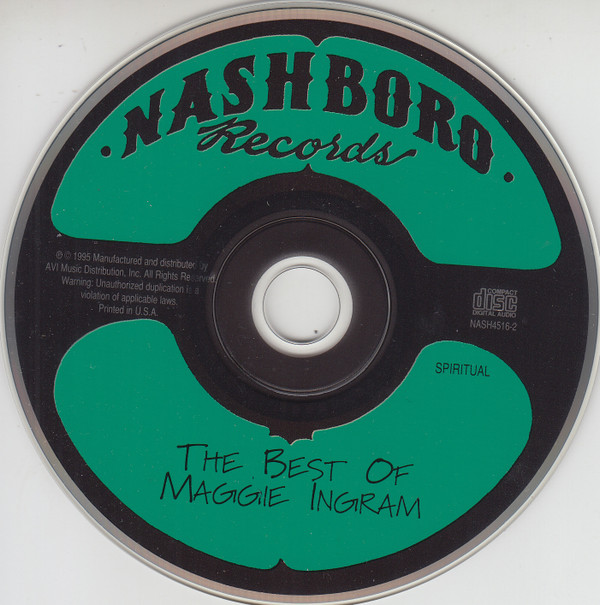 ·NASHBORO·
Records
℗ © 1995 Manufactured and distributed by
AVI Music Distribution, Inc. All Rights Reserved
Warning: Unauthorized duplication is a
violation of applicable laws.
Printed in U.S.A.
COMPACT
disc
DIGITAL AUDIO
NASH4516-2
SPIRITUAL
THE BEST OF
MAGGIE INGRAM